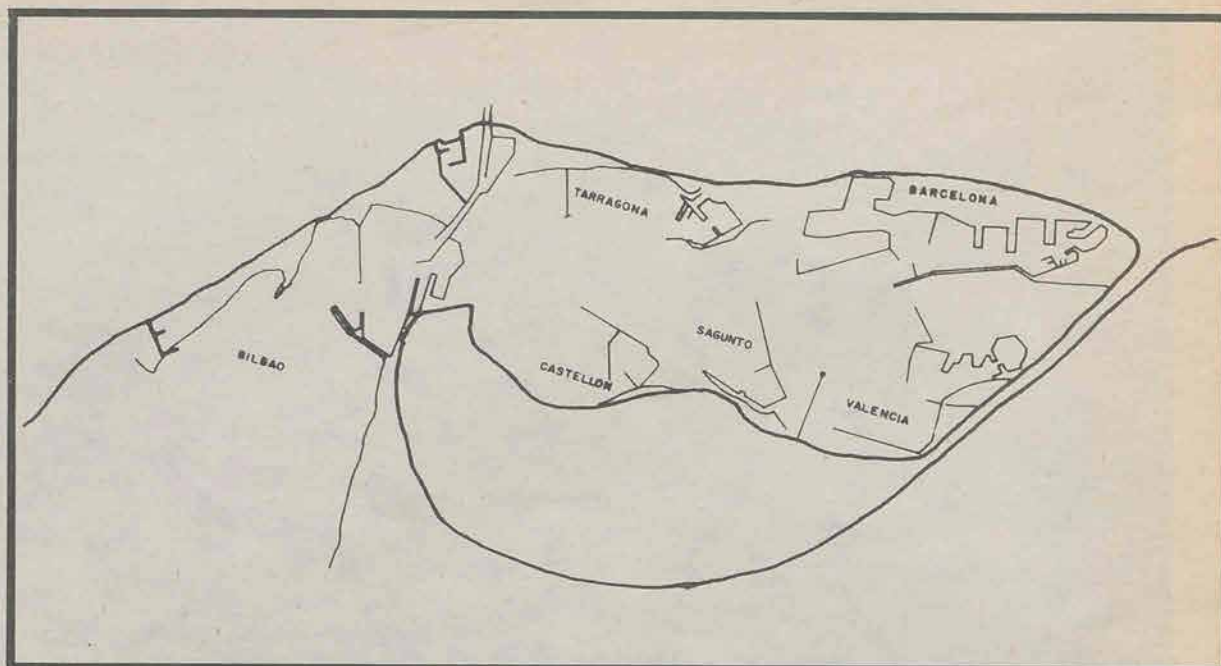 BARCELONA
TARRAGONA
SAGUNTO
BILBAO
CASTELLON
VALENCIA